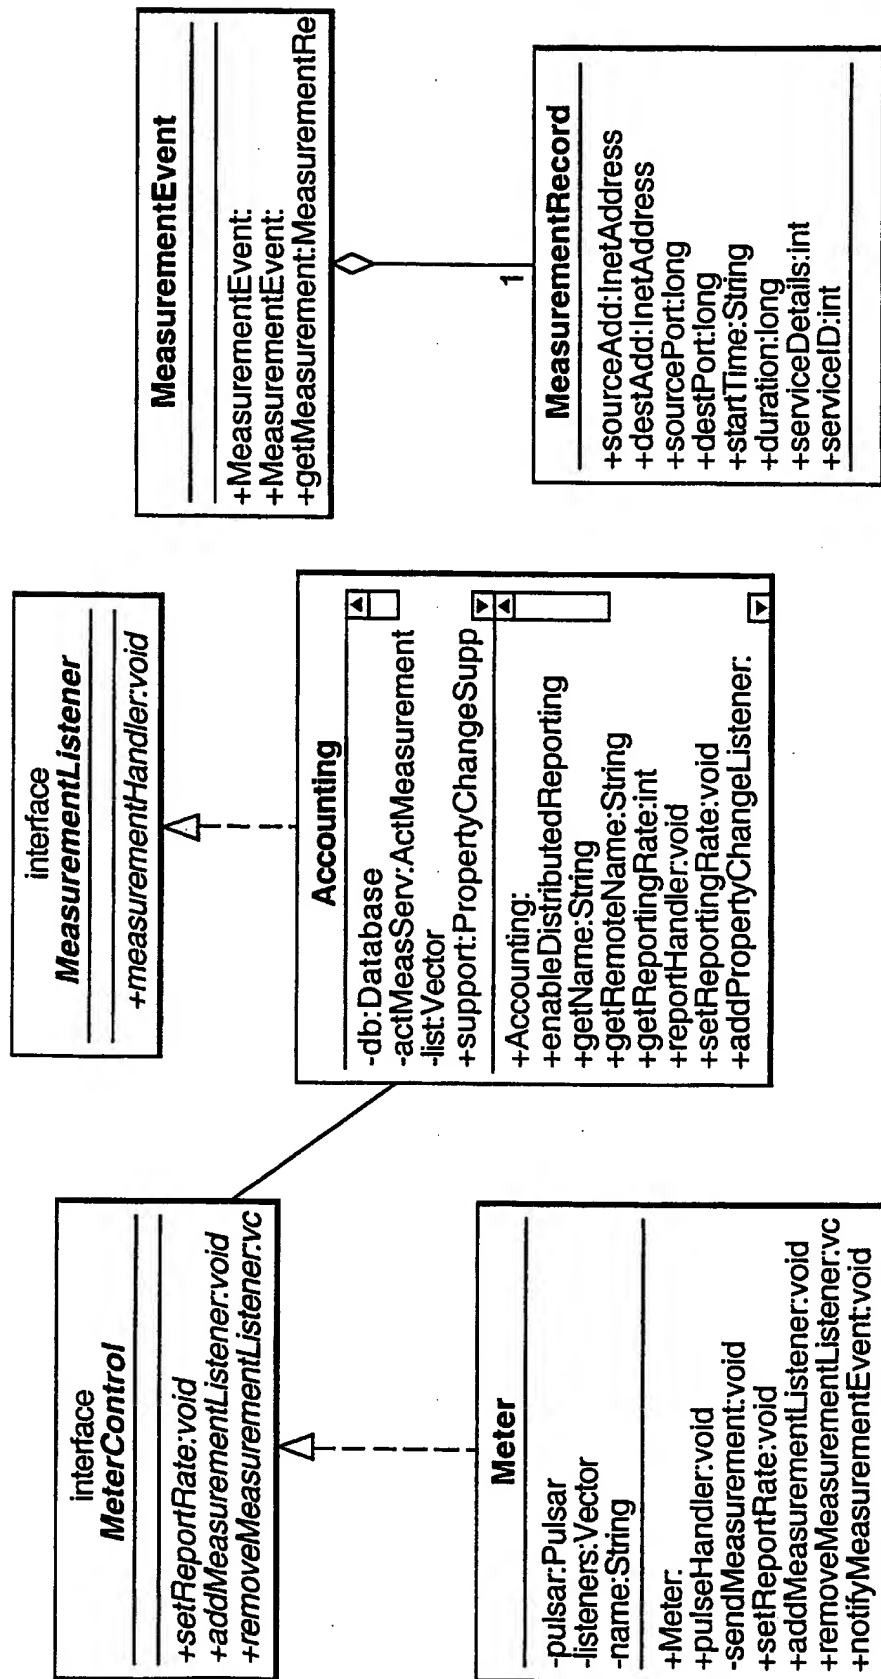 interface
MeterControl
+setReportRate:void
+addMeasurementListener:void
+removeMeasurementListener:vc
Meter
-pulsar:Pulsar
-listeners:Vector
-name:String
+Meter:
+pulseHandler:void
-sendMeasurement:void
+setReportRate:void
+addMeasurementListener:void
+removeMeasurementListener:vc
+notifyMeasurementEvent:void
interface
MeasurementListener
+measurementHandler:void
Accounting
-db:Database
-actMeasServ:ActMeasurement
-list:Vector
+support:PropertyChangeSupp
+Accounting:
+enableDistributedReporting
+getName:String
+getRemoteName:String
+getReportingRate:int
+reportHandler:void
+setReportingRate:void
+addPropertyChangeListener:
MeasurementEvent
+MeasurementEvent:
+MeasurementEvent:
+getMeasurement:MeasurementRe
1
MeasurementRecord
+sourceAdd:InetAddress
+destAdd:InetAddress
+sourcePort:long
+destPort:long
+startTime:String
+duration:long
+serviceDetails:int
+serviceID:int